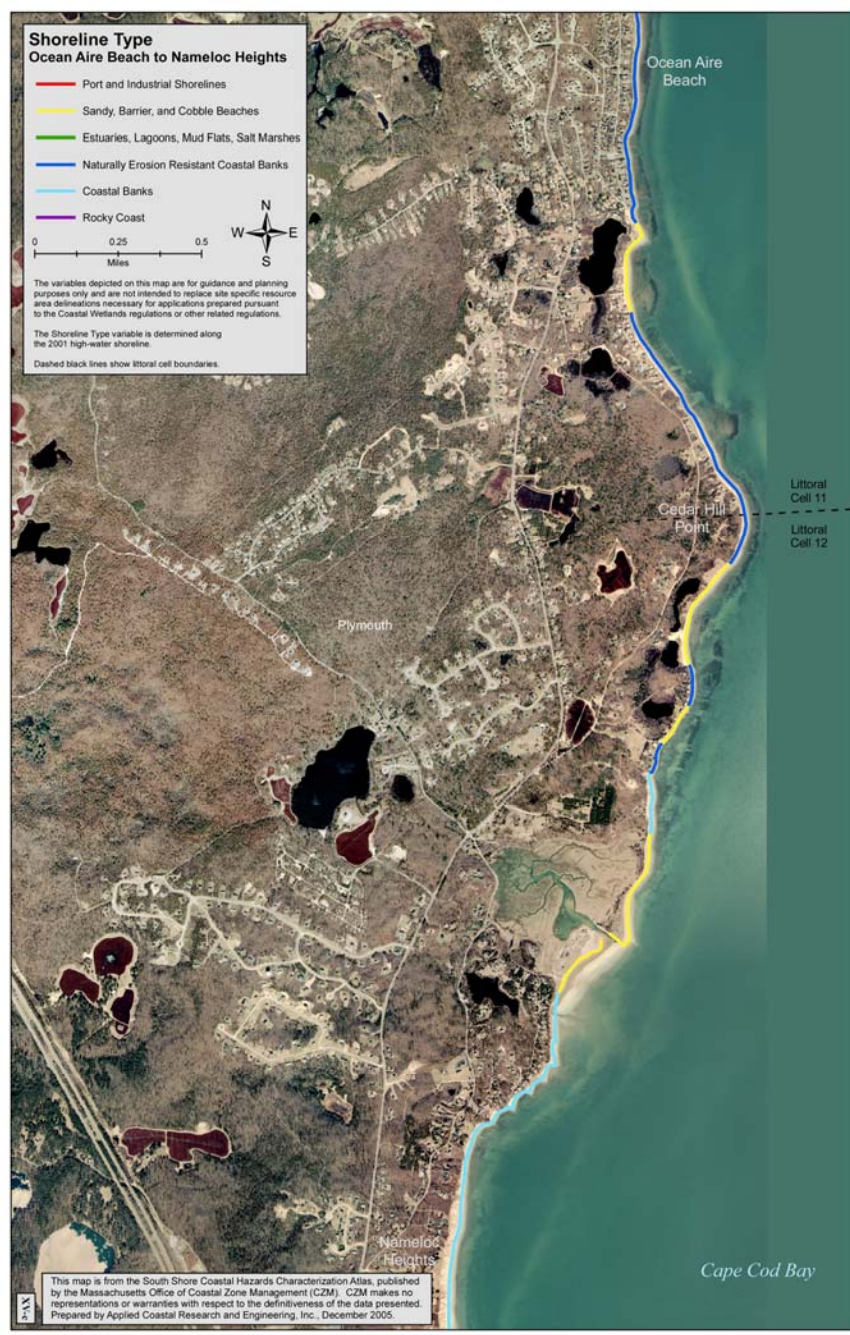 Shoreline Type
Ocean Aire Beach to Nameloc Heights
Port and Industrial Shorelines
Sandy, Barrier, and Cobble Beaches
Estuaries, Lagoons, Mud Flats, Salt Marshes
Naturally Erosion Resistant Coastal Banks
Coastal Banks
Rocky Coast
N
W E
S
0 0.25 0.5
Miles
The variables depicted on this map are for guidance and planning
purposes only and are not intended to replace site specific resource
area delineations necessary for applications prepared pursuant
to the Coastal Wetlands regulations or other related regulations.
The Shoreline Type variable is determined along
the 2001 high-water shoreline.
Dashed black lines show littoral cell boundaries.
Ocean Aire
Beach
Littoral
Cell 11
Cedar Hill
Point
Littoral
Cell 12
Plymouth
Nameloc
Heights
Cape Cod Bay
This map is from the South Shore Coastal Hazards Characterization Atlas, published
by the Massachusetts Office of Coastal Zone Management (CZM). CZM makes no
representations or warranties with respect to the definitiveness of the data presented.
Prepared by Applied Coastal Research and Engineering, Inc., December 2005.